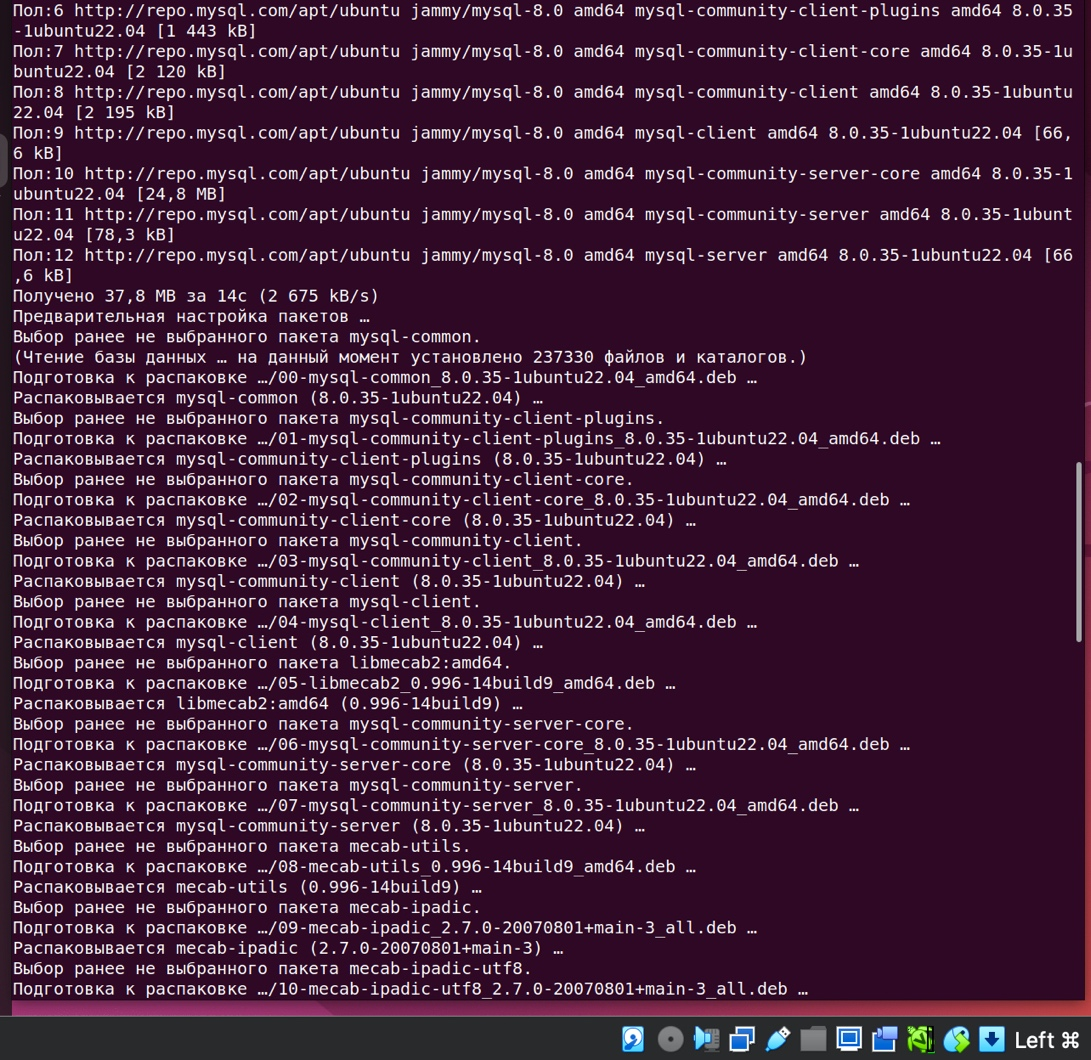 Пол:6 http://repo.mysql.com/apt/ubuntu jammy/mysql-8.0 amd64 mysql-community-client-plugins amd64 8.0.35
-1ubuntu22.04 [1 443 kB]
Пол:7 http://repo.mysql.com/apt/ubuntu jammy/mysql-8.0 amd64 mysql-community-client-core amd64 8.0.35-1u
buntu22.04 [2 120 kB]
Пол:8 http://repo.mysql.com/apt/ubuntu jammy/mysql-8.0 amd64 mysql-community-client amd64 8.0.35-1ubuntu
22.04 [2 195 kB]
Пол:9 http://repo.mysql.com/apt/ubuntu jammy/mysql-8.0 amd64 mysql-client amd64 8.0.35-1ubuntu22.04 [66,
6 kB]
Пол:10 http://repo.mysql.com/apt/ubuntu jammy/mysql-8.0 amd64 mysql-community-server-core amd64 8.0.35-1
ubuntu22.04 [24,8 MB]
Пол:11 http://repo.mysql.com/apt/ubuntu jammy/mysql-8.0 amd64 mysql-community-server amd64 8.0.35-1ubunt
u22.04 [78,3 kB]
Пол:12 http://repo.mysql.com/apt/ubuntu jammy/mysql-8.0 amd64 mysql-server amd64 8.0.35-1ubuntu22.04 [66
,6 kB]
Получено 37,8 MB за 14с (2 675 kB/s)
Предварительная настройка пакетов …
Выбор ранее не выбранного пакета mysql-common.
(Чтение базы данных … на данный момент установлено 237330 файлов и каталогов.)
Подготовка к распаковке …/00-mysql-common_8.0.35-1ubuntu22.04_amd64.deb …
Распаковывается mysql-common (8.0.35-1ubuntu22.04) …
Выбор ранее не выбранного пакета mysql-community-client-plugins.
Подготовка к распаковке …/01-mysql-community-client-plugins_8.0.35-1ubuntu22.04_amd64.deb …
Распаковывается mysql-community-client-plugins (8.0.35-1ubuntu22.04) …
Выбор ранее не выбранного пакета mysql-community-client-core.
Подготовка к распаковке …/02-mysql-community-client-core_8.0.35-1ubuntu22.04_amd64.deb …
Распаковывается mysql-community-client-core (8.0.35-1ubuntu22.04) …
Выбор ранее не выбранного пакета mysql-community-client.
Подготовка к распаковке …/03-mysql-community-client_8.0.35-1ubuntu22.04_amd64.deb …
Распаковывается mysql-community-client (8.0.35-1ubuntu22.04) …
Выбор ранее не выбранного пакета mysql-client.
Подготовка к распаковке …/04-mysql-client_8.0.35-1ubuntu22.04_amd64.deb …
Распаковывается mysql-client (8.0.35-1ubuntu22.04) …
Выбор ранее не выбранного пакета libmecab2:amd64.
Подготовка к распаковке …/05-libmecab2_0.996-14build9_amd64.deb …
Распаковывается libmecab2:amd64 (0.996-14build9) …
Выбор ранее не выбранного пакета mysql-community-server-core.
Подготовка к распаковке …/06-mysql-community-server-core_8.0.35-1ubuntu22.04_amd64.deb …
Распаковывается mysql-community-server-core (8.0.35-1ubuntu22.04) …
Выбор ранее не выбранного пакета mysql-community-server.
Подготовка к распаковке …/07-mysql-community-server_8.0.35-1ubuntu22.04_amd64.deb …
Распаковывается mysql-community-server (8.0.35-1ubuntu22.04) …
Выбор ранее не выбранного пакета mecab-utils.
Подготовка к распаковке …/08-mecab-utils_0.996-14build9_amd64.deb …
Распаковывается mecab-utils (0.996-14build9) …
Выбор ранее не выбранного пакета mecab-ipadic.
Подготовка к распаковке …/09-mecab-ipadic_2.7.0-20070801+main-3_all.deb …
Распаковывается mecab-ipadic (2.7.0-20070801+main-3) …
Выбор ранее не выбранного пакета mecab-ipadic-utf8.
Подготовка к распаковке …/10-mecab-ipadic-utf8_2.7.0-20070801+main-3_all.deb …
Left ⌘